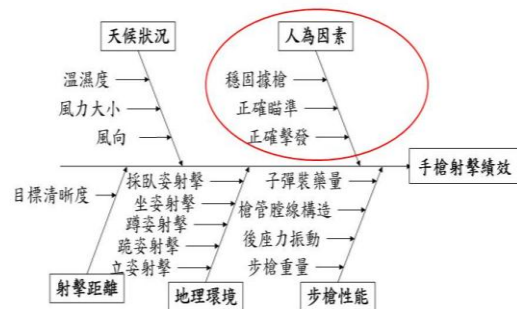 天候狀況
溫濕度
風力大小
風向
人為因素
穩固據槍
正確瞄準
正確擊發
手槍射擊績效
目標清晰度
射擊距離
採臥姿射擊
坐姿射擊
蹲姿射擊
跪姿射擊
立姿射擊
地理環境
子彈裝藥量
槍管膛線構造
後座力振動
步槍重量
步槍性能